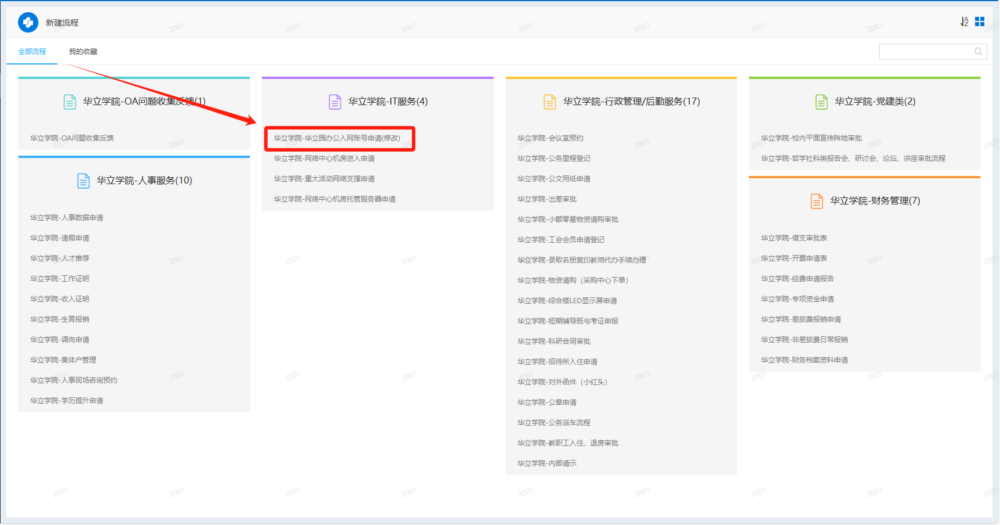 新建流程
全部流程
我的收藏
华立学院-OA问题收集反馈(1)
华立学院-OA问题收集反馈
华立学院-人事服务(10)
华立学院-人事数据申请
华立学院-请假申请
华立学院-人才推荐
华立学院-工作证明
华立学院-收入证明
华立学院-生育报销
华立学院-调岗申请
华立学院-集体户管理
华立学院-人事现场咨询预约
华立学院-学历提升申请
华立学院-IT服务(4)
华立学院-华立园办公入网账号申请(修改)
华立学院-网络中心机房进入申请
华立学院-重大活动网络支撑申请
华立学院-网络中心机房托管服务器申请
华立学院-行政管理/后勤服务(17)
华立学院-会议室预约
华立学院-公务里程登记
华立学院-公文用纸申请
华立学院-出差审批
华立学院-小额零星物资请购审批
华立学院-工会会员申请登记
华立学院-录取名册复印教师代办手续办理
华立学院-物资请购（采购中心下单）
华立学院-综合楼LED显示屏申请
华立学院-短期辅导班与考证申报
华立学院-科研合同审批
华立学院-招待所入住申请
华立学院-对外函件（小红头）
华立学院-公章申请
华立学院-公务派车流程
华立学院-教职工入住、退房审批
华立学院-内部请示
华立学院-党建类(2)
华立学院-校内平面宣传阵地审批
华立学院-哲学社科类报告会、研讨会、论坛、讲座审批流程
华立学院-财务管理(7)
华立学院-借支审批表
华立学院-开票申请表
华立学院-经费申请报告
华立学院-专项资金申请
华立学院-差旅费报销申请
华立学院-非差旅费日常报销
华立学院-财务档案资料申请
2001